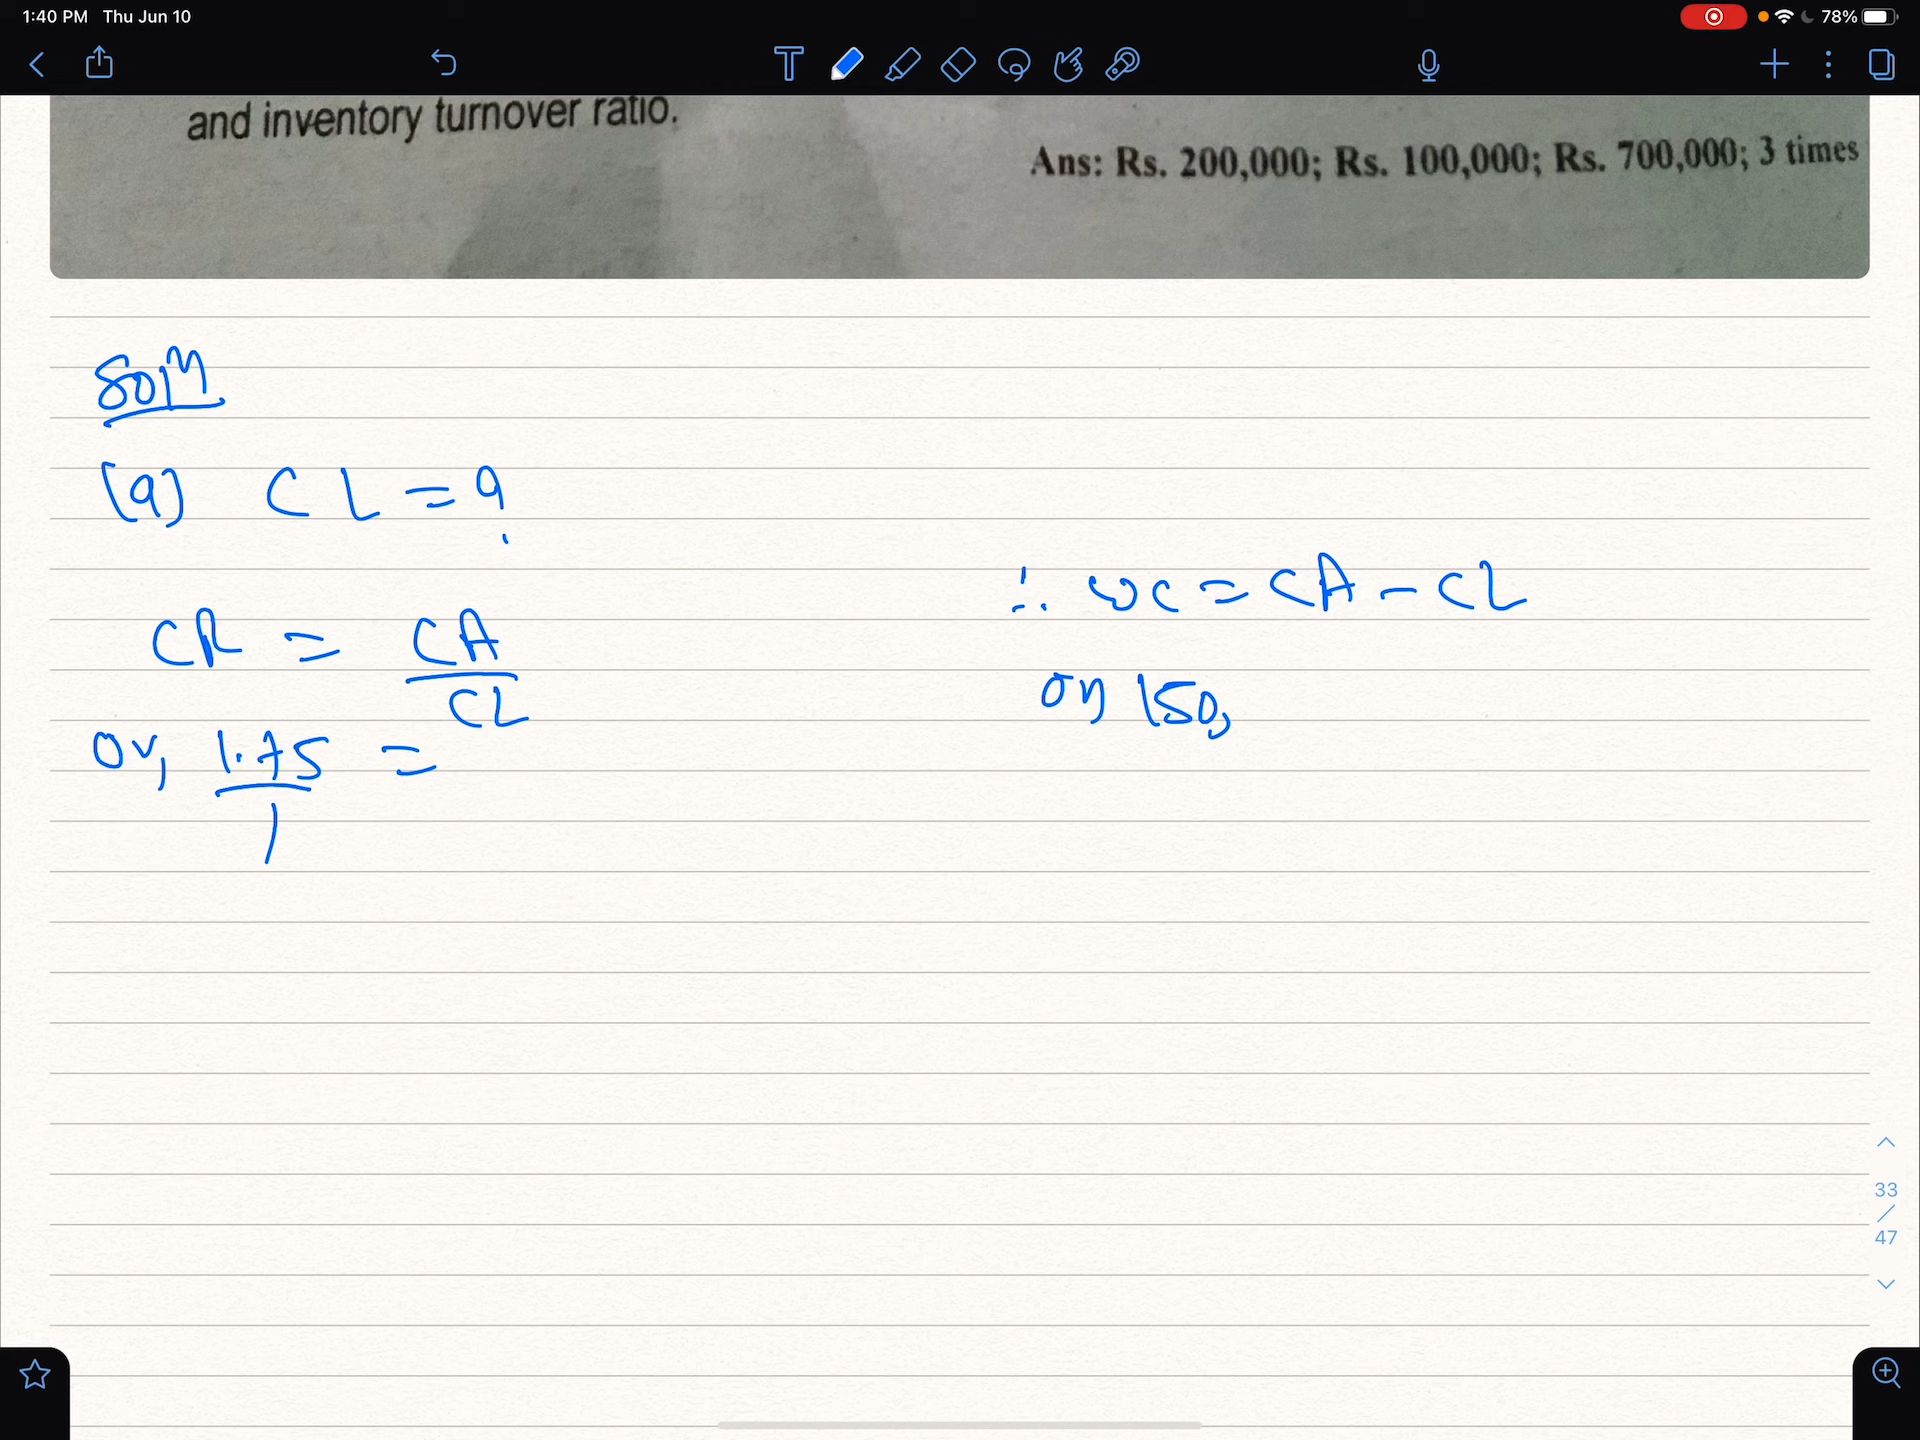 1:40 PM Thu Jun 10
78%
and inventory turnover ratio.
Ans: Rs. 200,000; Rs. 100,000; Rs. 700,000; 3 times
Soln
(a) CL = ?
CR = CA
CL
or, 1.75 =
1
∴ WC = CA - CL
or, 150,
33
/
47